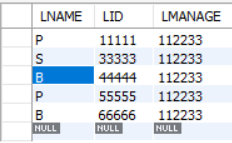 LNAME LID LMANAGE
P 11111 112233
S 33333 112233
B 44444 112233
P 55555 112233
B 66666 112233
NULL NULL NULL